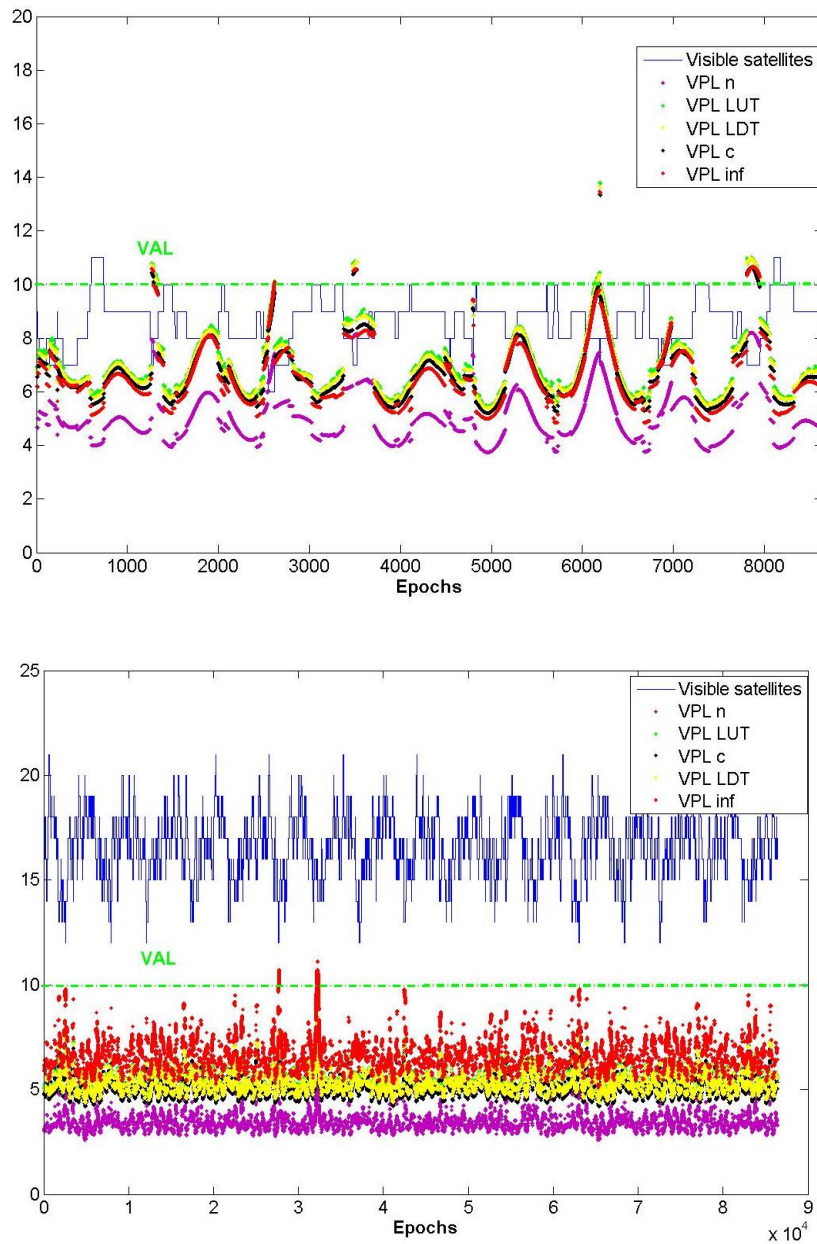 20
18
16
14
12
10
8
6
4
2
0
VAL
Visible satellites
VPL n
VPL LUT
VPL LDT
VPL c
VPL inf
0 1000 2000 3000 4000 5000 6000 7000 8000
Epochs
25
20
15
10
5
0
VAL
Visible satellites
VPL n
VPL LUT
VPL c
VPL LDT
VPL inf
0 1 2 3 4 5 6 7 8 9
Epochs
x 10^4